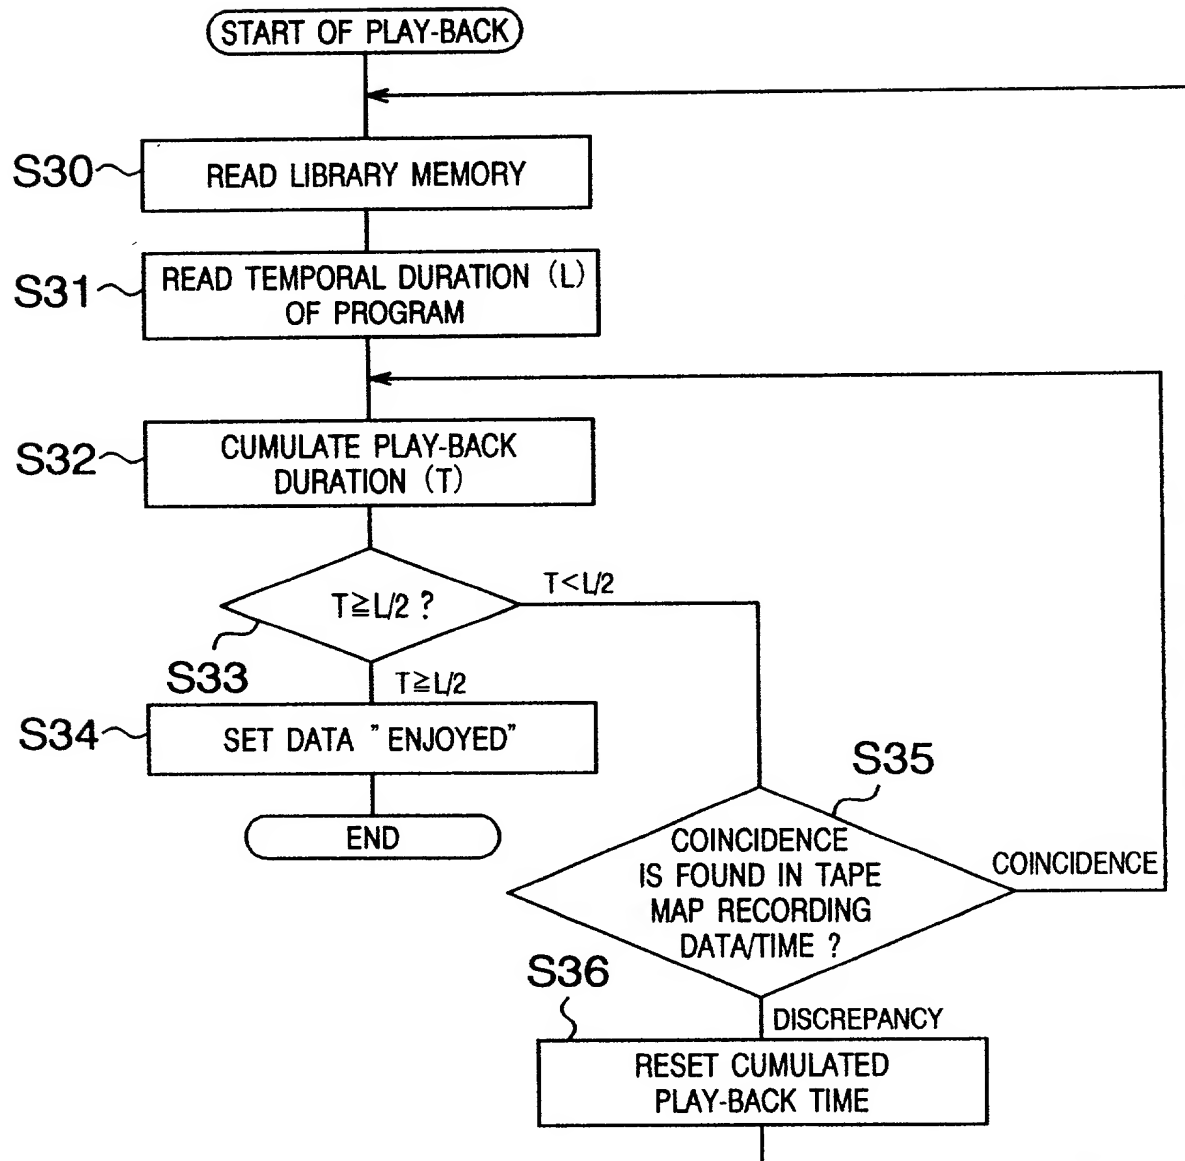 START OF PLAY-BACK
S30
READ LIBRARY MEMORY
S31
READ TEMPORAL DURATION (L)
OF PROGRAM
S32
CUMULATE PLAY-BACK
DURATION (T)
T≧L/2 ?
T<L/2
S33
T≧L/2
S34
SET DATA "ENJOYED"
END
S35
COINCIDENCE
IS FOUND IN TAPE
MAP RECORDING
DATA/TIME ?
COINCIDENCE
S36
DISCREPANCY
RESET CUMULATED
PLAY-BACK TIME